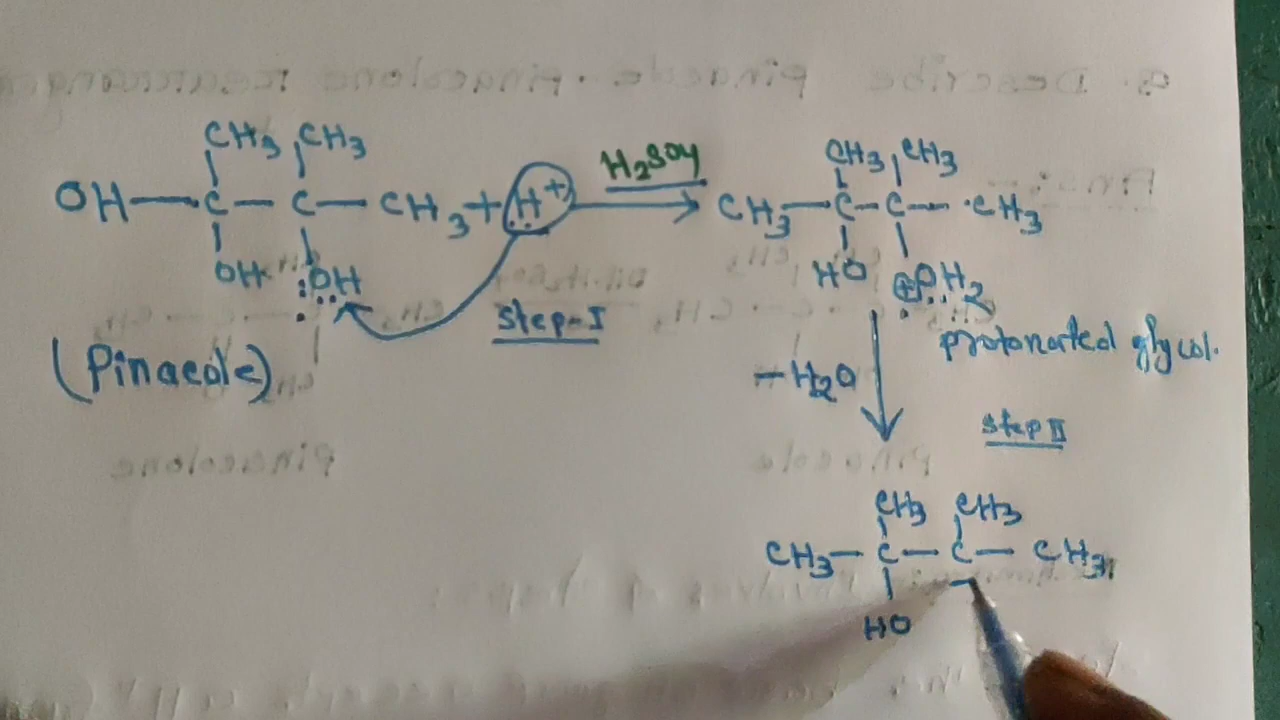 CH3 CH3
OH — C — C — CH3 + H+
OH :OH
(Pinacole)
Step-I
H2SO4
CH3 CH3
CH3 — C — C — CH3
HO ⊕OH2
protonated glycol.
-H2O
Step II
CH3 CH3
CH3 — C — C — CH3
HO